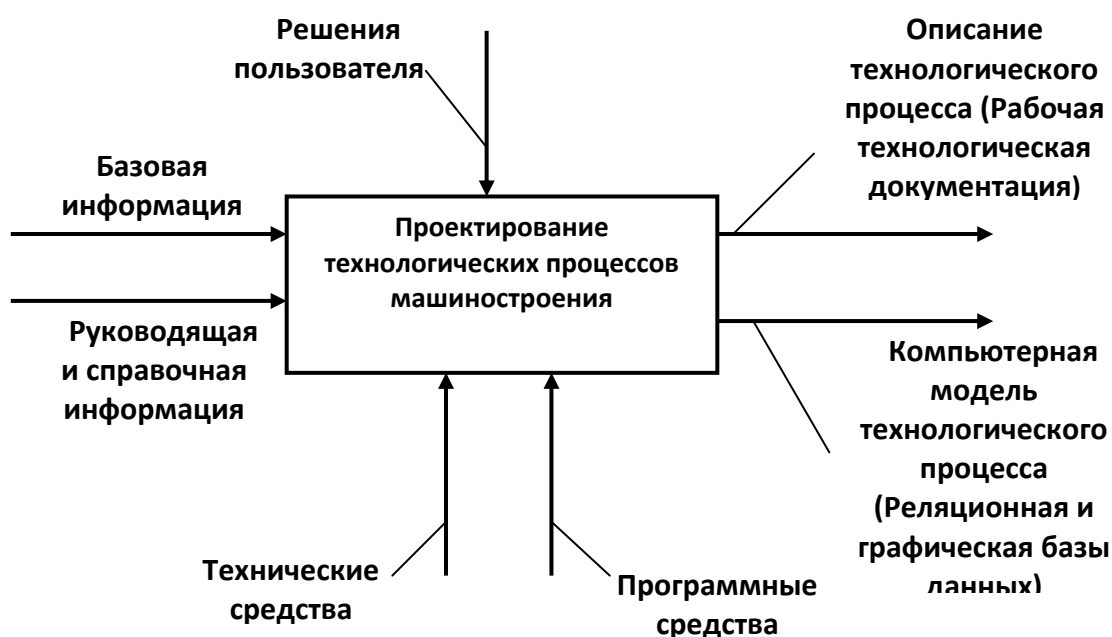 Решения
пользователя
Описание
технологического
процесса (Рабочая
технологическая
документация)
Базовая
информация
Проектирование
технологических процессов
машиностроения
Руководящая
и справочная
информация
Компьютерная
модель
технологического
процесса
(Реляционная и
графическая базы
данных)
Технические
средства
Программные
средства